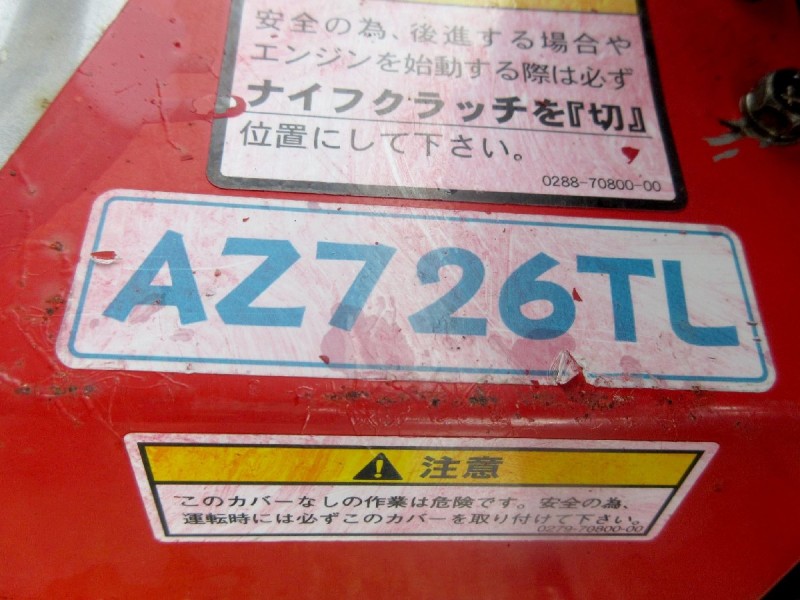 安全の為、後進する場合や
エンジンを始動する際は必ず
ナイフクラッチを『切』
位置にして下さい。
0288-70800-00
AZ726TL
注意
このカバーなしの作業は危険です。安全の為、
運転時には必ずこのカバーを取り付けて下さい。
0279-70800-00